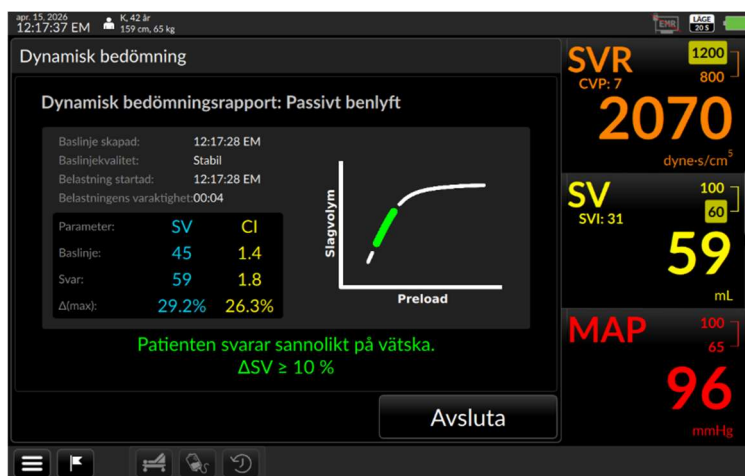 apr. 15, 2026
12:17:37 EM
K, 42 år
159 cm, 65 kg
EMR
LÄGE
20 S
Dynamisk bedömning
Dynamisk bedömningsrapport: Passivt benlyft
Baslinje skapad: 12:17:28 EM
Baslinjekvalitet: Stabil
Belastning startad: 12:17:28 EM
Belastningens varaktighet:00:04
Parameter: SV CI
Baslinje: 45 1.4
Svar: 59 1.8
Δ(max): 29.2% 26.3%
Slagvolym
Preload
Patienten svarar sannolikt på vätska.
ΔSV ≥ 10 %
Avsluta
SVR
CVP: 7
1200
800
2070
dyne·s/cm⁵
SV
SVI: 31
100
60
59
mL
MAP
100
65
96
mmHg